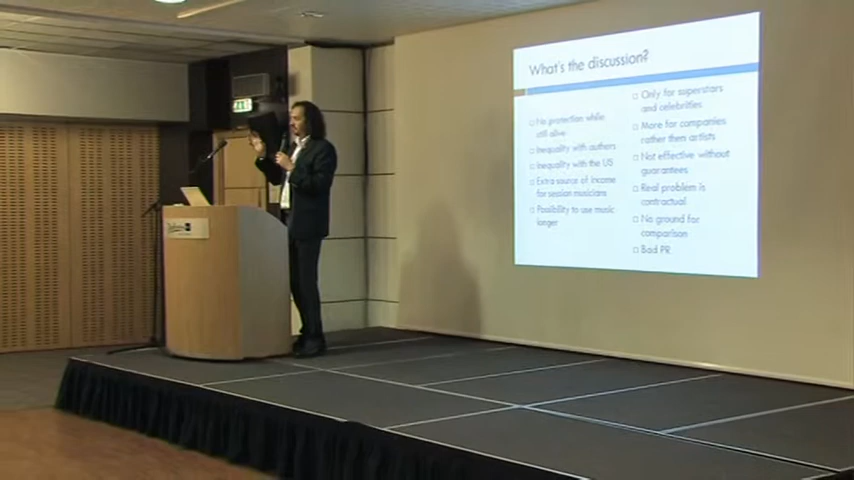 What's the discussion?
No protection while
still alive
Inequality with authors
Inequality with the US
Extra source of income
for session musicians
Possibility to use music
longer
Only for superstars
and celebrities
More for companies
rather them artists
Not effective without
guarantees
Real problem is
contractual
No ground for
comparison
Bad PR